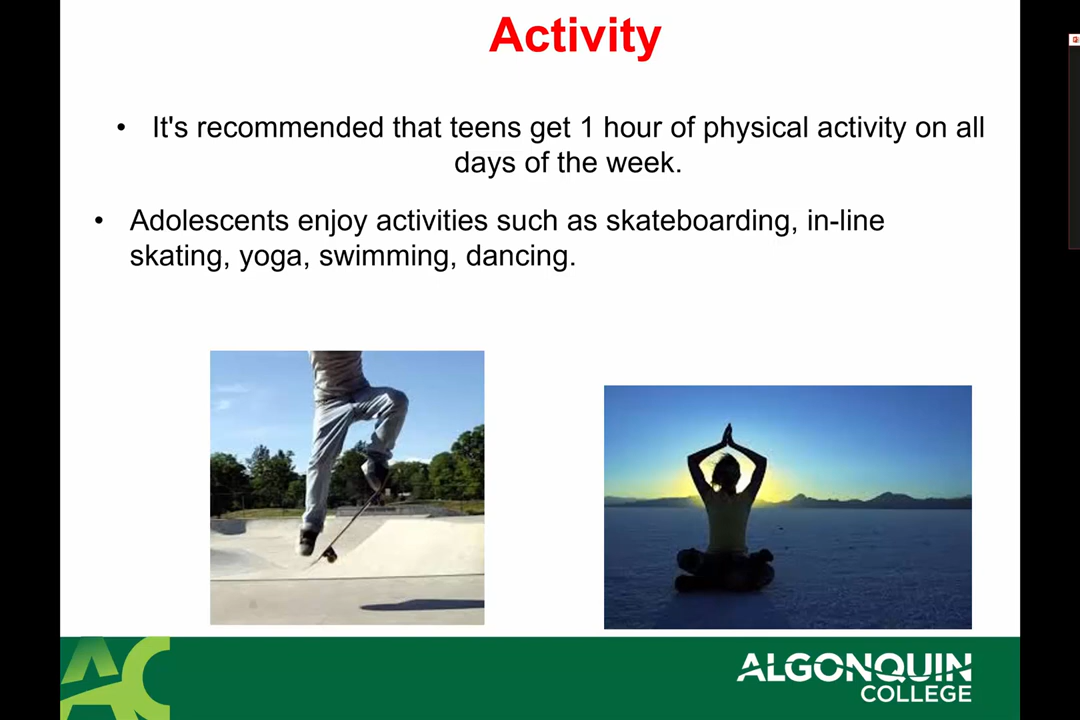 Activity
• It's recommended that teens get 1 hour of physical activity on all
days of the week.
• Adolescents enjoy activities such as skateboarding, in-line
skating, yoga, swimming, dancing.
AC
ALGONQUIN
COLLEGE